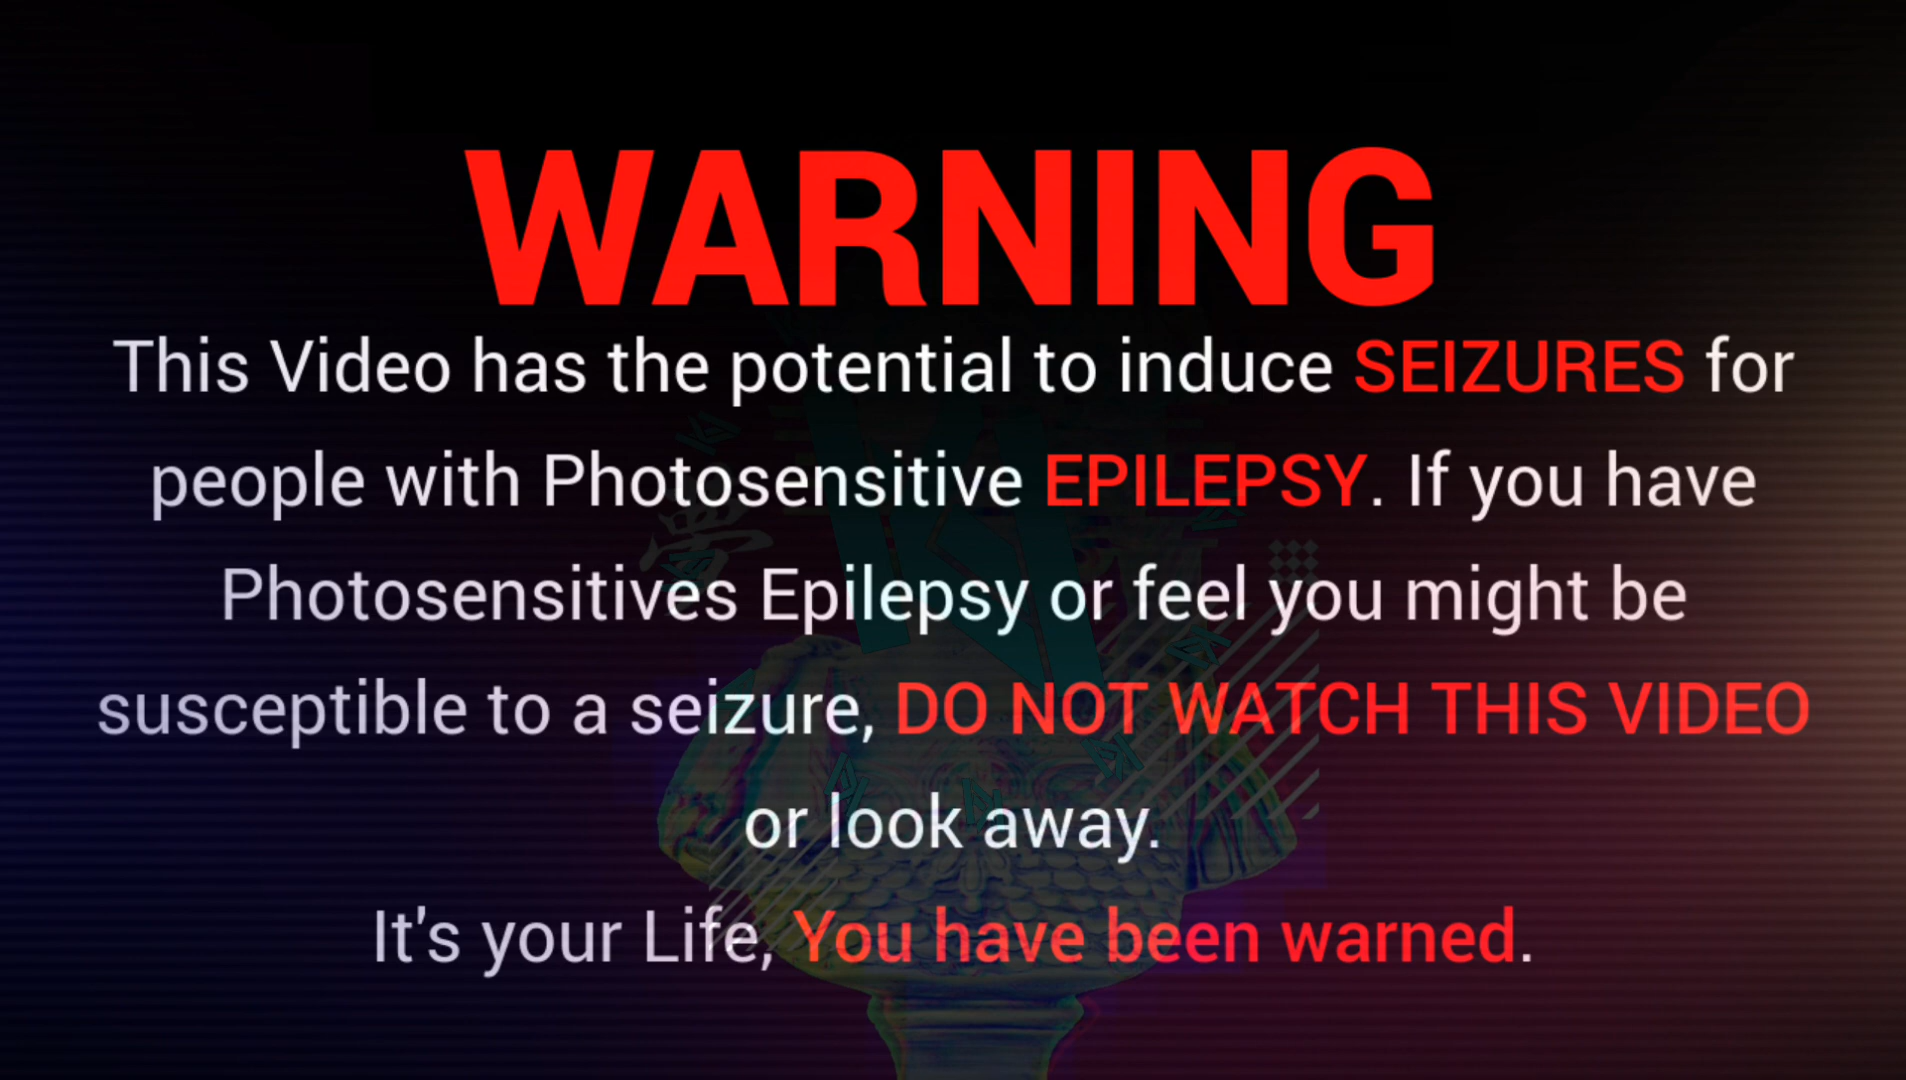 WARNING
This Video has the potential to induce SEIZURES for
people with Photosensitive EPILEPSY. If you have
Photosensitives Epilepsy or feel you might be
susceptible to a seizure, DO NOT WATCH THIS VIDEO
or look away.
It's your Life, You have been warned.
夢